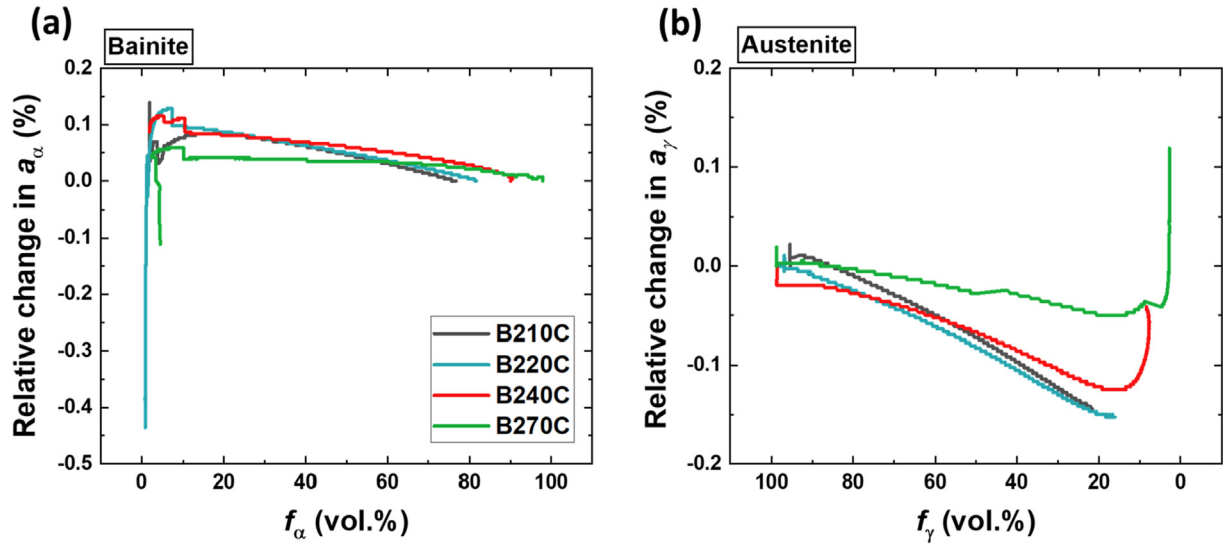 (a)
Bainite
Relative change in aα (%)
0.2
0.1
0.0
-0.1
-0.2
-0.3
-0.4
-0.5
0 20 40 60 80 100
fα (vol.%)
B210C
B220C
B240C
B270C
(b)
Austenite
Relative change in aγ (%)
0.2
0.1
0.0
-0.1
-0.2
100 80 60 40 20 0
fγ (vol.%)